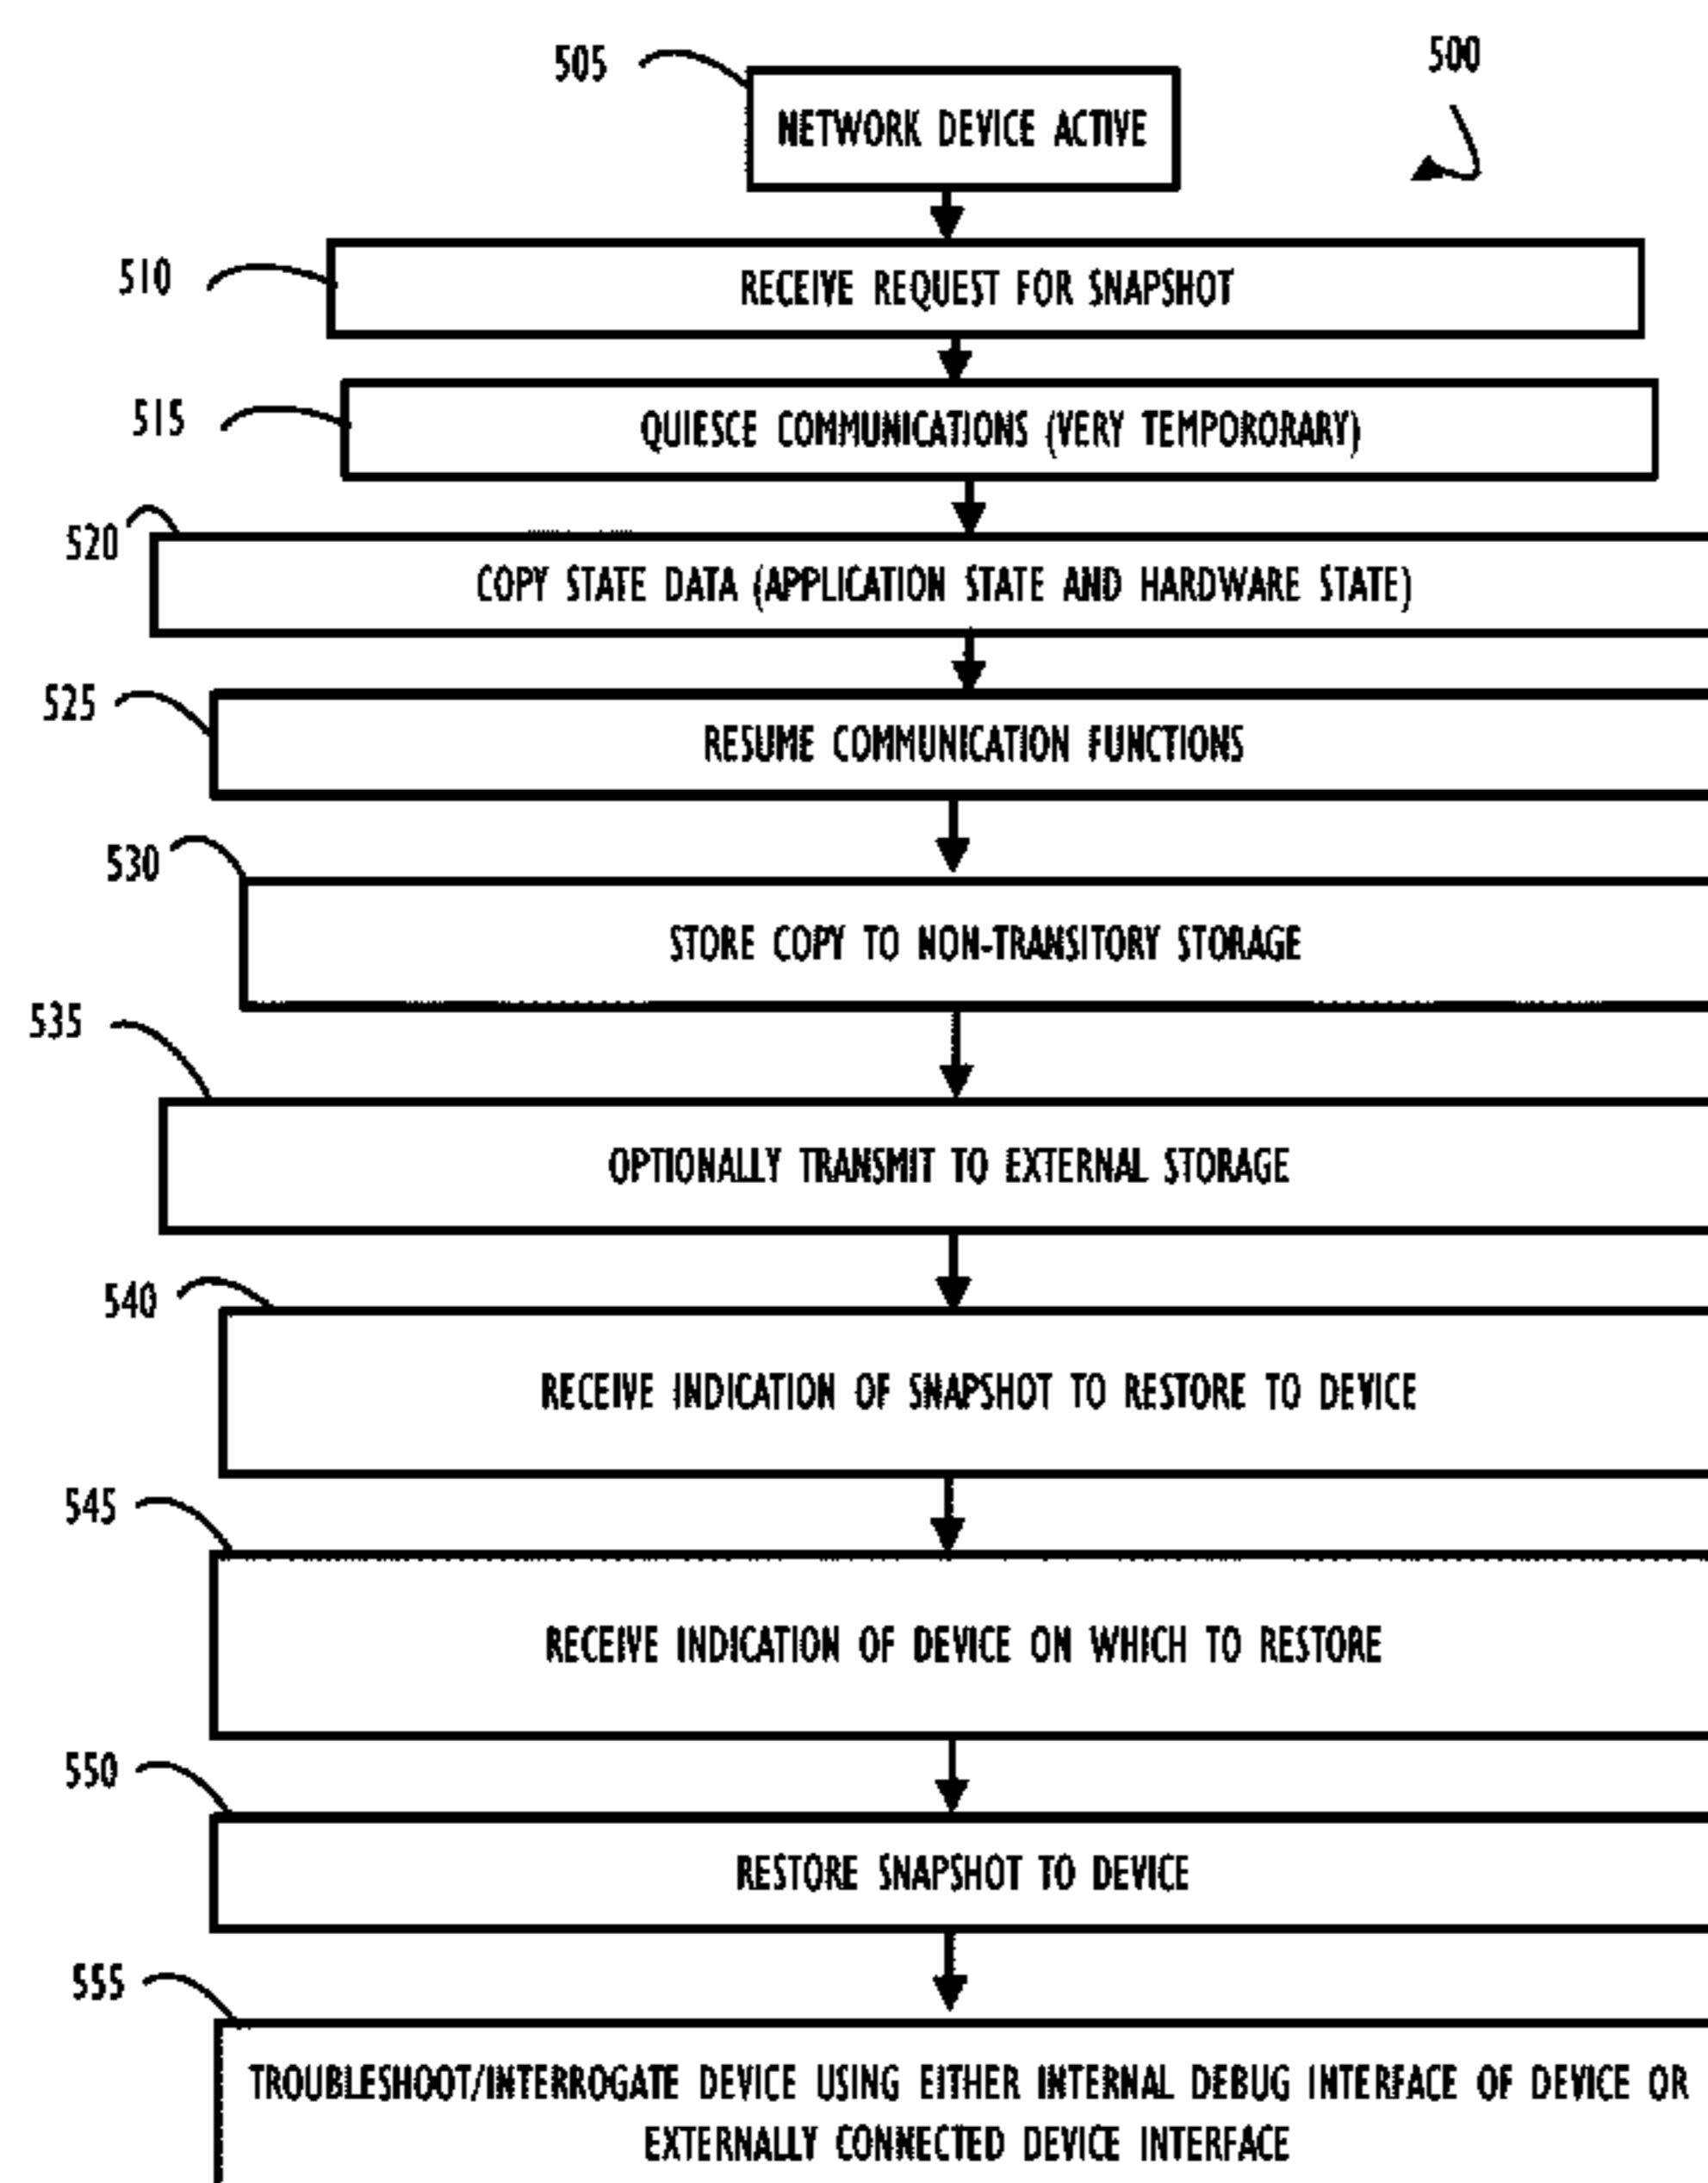 505
500
NETWORK DEVICE ACTIVE
510
RECEIVE REQUEST FOR SNAPSHOT
515
QUIESCE COMMUNICATIONS (VERY TEMPORORARY)
520
COPY STATE DATA (APPLICATION STATE AND HARDWARE STATE)
525
RESUME COMMUNICATION FUNCTIONS
530
STORE COPY TO NON-TRANSITORY STORAGE
535
OPTIONALLY TRANSMIT TO EXTERNAL STORAGE
540
RECEIVE INDICATION OF SNAPSHOT TO RESTORE TO DEVICE
545
RECEIVE INDICATION OF DEVICE ON WHICH TO RESTORE
550
RESTORE SNAPSHOT TO DEVICE
555
TROUBLESHOOT/INTERROGATE DEVICE USING EITHER INTERNAL DEBUG INTERFACE OF DEVICE OR
EXTERNALLY CONNECTED DEVICE INTERFACE